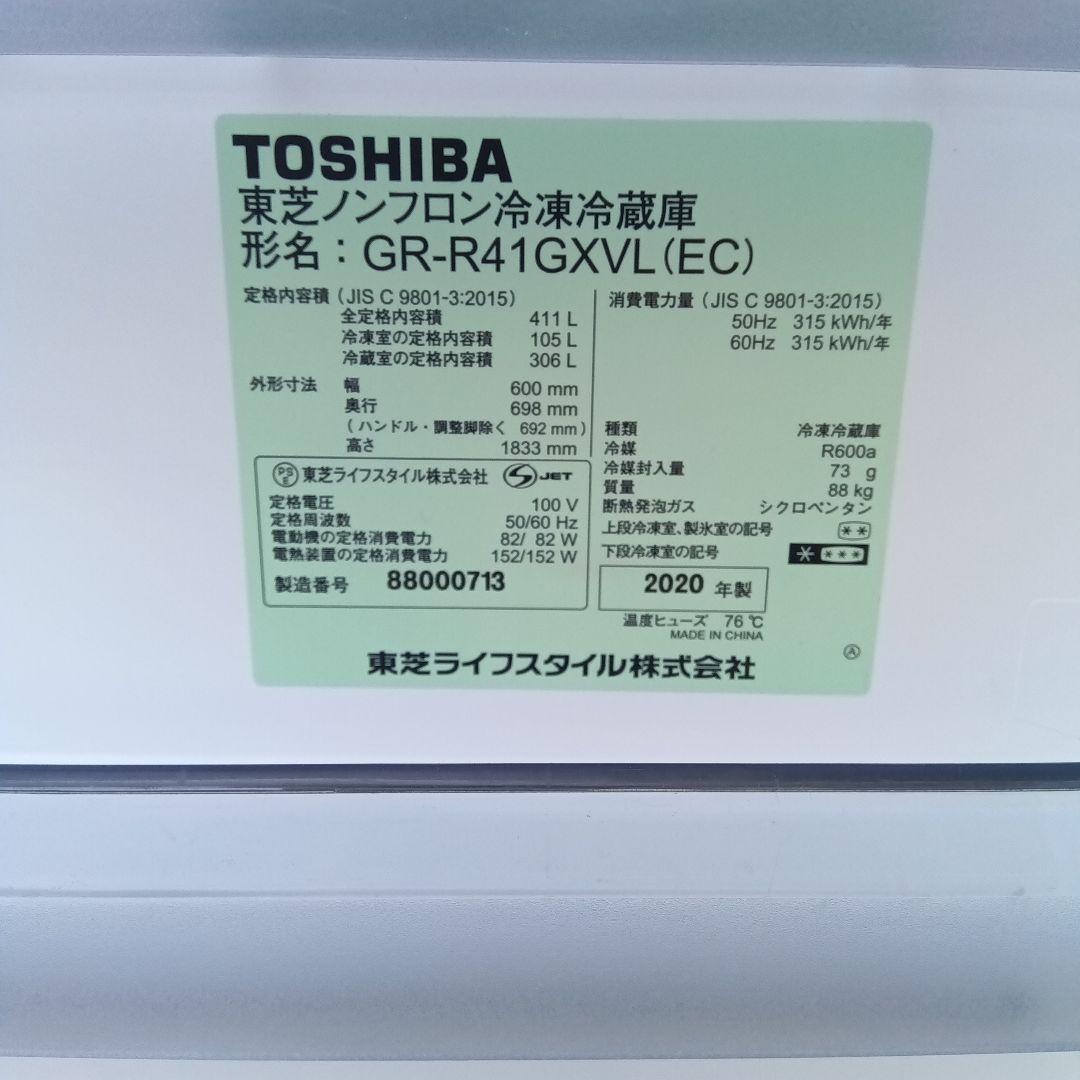 TOSHIBA
東芝ノンフロン冷凍冷蔵庫
形名：GR-R41GXVL(EC)
定格内容積 (JIS C 9801-3:2015)
全定格内容積 411 L
冷凍室の定格内容積 105 L
冷蔵室の定格内容積 306 L
外形寸法 幅 600 mm
奥行 698 mm
(ハンドル・調整脚除く 692 mm)
高さ 1833 mm
PSE 東芝ライフスタイル株式会社 JET
定格電圧 100 V
定格周波数 50/60 Hz
電動機の定格消費電力 82/ 82 W
電熱装置の定格消費電力 152/152 W
製造番号 88000713
消費電力量 (JIS C 9801-3:2015)
50Hz 315 kWh/年
60Hz 315 kWh/年
種類 冷凍冷蔵庫
冷媒 R600a
冷媒封入量 73 g
質量 88 kg
断熱発泡ガス シクロペンタン
上段冷凍室、製氷室の記号 **
下段冷凍室の記号 * ***
2020 年製
温度ヒューズ 76 ℃
MADE IN CHINA
東芝ライフスタイル株式会社
Ⓐ